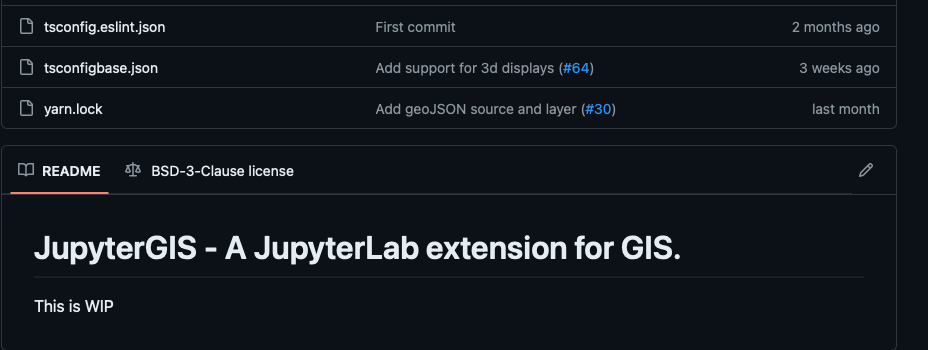 tsconfig.eslint.json First commit 2 months ago
tsconfigbase.json Add support for 3d displays (#64) 3 weeks ago
yarn.lock Add geoJSON source and layer (#30) last month
README BSD-3-Clause license
JupyterGIS - A JupyterLab extension for GIS.
This is WIP